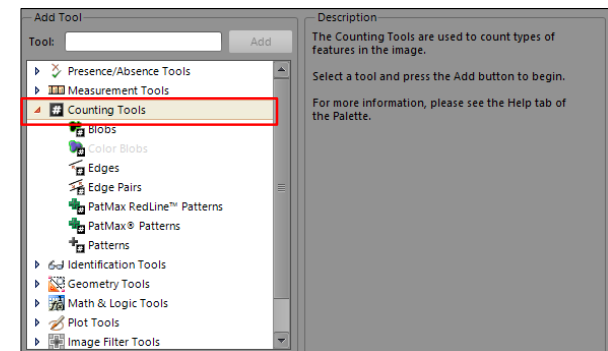 Add Tool
Tool:
Add
Presence/Absence Tools
Measurement Tools
# Counting Tools
Blobs
Color Blobs
Edges
Edge Pairs
PatMax RedLine™ Patterns
PatMax® Patterns
Patterns
Identification Tools
Geometry Tools
Math & Logic Tools
Plot Tools
Image Filter Tools
Description
The Counting Tools are used to count types of
features in the image.
Select a tool and press the Add button to begin.
For more information, please see the Help tab of
the Palette.